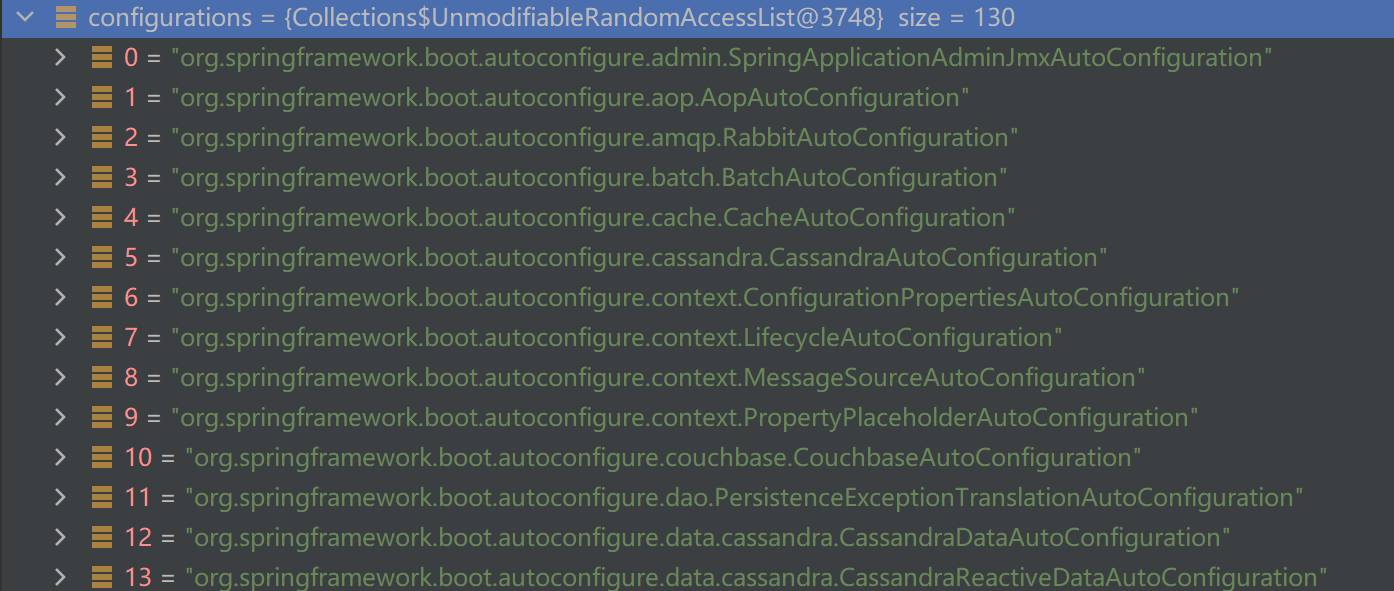 configurations = {Collections$UnmodifiableRandomAccessList@3748} size = 130
0 = "org.springframework.boot.autoconfigure.admin.SpringApplicationAdminJmxAutoConfiguration"
1 = "org.springframework.boot.autoconfigure.aop.AopAutoConfiguration"
2 = "org.springframework.boot.autoconfigure.amqp.RabbitAutoConfiguration"
3 = "org.springframework.boot.autoconfigure.batch.BatchAutoConfiguration"
4 = "org.springframework.boot.autoconfigure.cache.CacheAutoConfiguration"
5 = "org.springframework.boot.autoconfigure.cassandra.CassandraAutoConfiguration"
6 = "org.springframework.boot.autoconfigure.context.ConfigurationPropertiesAutoConfiguration"
7 = "org.springframework.boot.autoconfigure.context.LifecycleAutoConfiguration"
8 = "org.springframework.boot.autoconfigure.context.MessageSourceAutoConfiguration"
9 = "org.springframework.boot.autoconfigure.context.PropertyPlaceholderAutoConfiguration"
10 = "org.springframework.boot.autoconfigure.couchbase.CouchbaseAutoConfiguration"
11 = "org.springframework.boot.autoconfigure.dao.PersistenceExceptionTranslationAutoConfiguration"
12 = "org.springframework.boot.autoconfigure.data.cassandra.CassandraDataAutoConfiguration"
13 = "org.springframework.boot.autoconfigure.data.cassandra.CassandraReactiveDataAutoConfiguration"